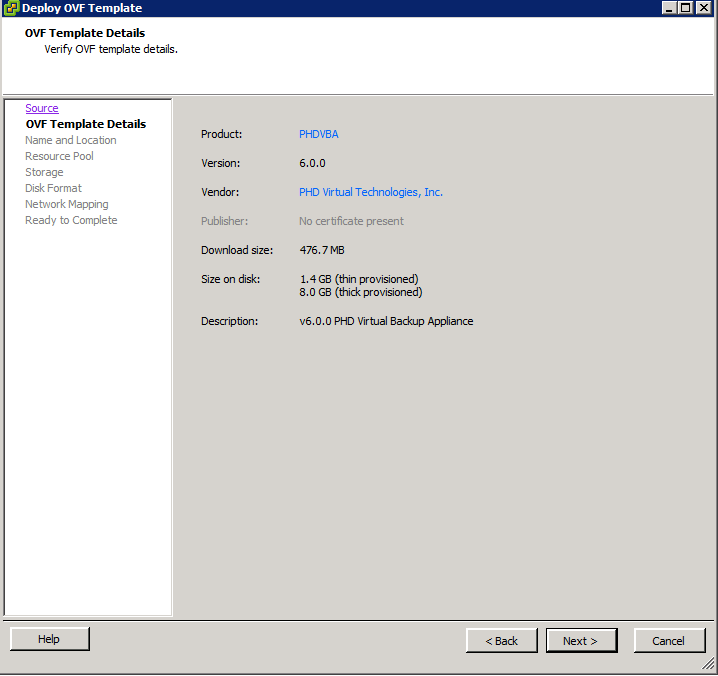 Deploy OVF Template
OVF Template Details
Verify OVF template details.
Source
OVF Template Details
Name and Location
Resource Pool
Storage
Disk Format
Network Mapping
Ready to Complete
Product: PHDVBA
Version: 6.0.0
Vendor: PHD Virtual Technologies, Inc.
Publisher: No certificate present
Download size: 476.7 MB
Size on disk: 1.4 GB (thin provisioned)
8.0 GB (thick provisioned)
Description: v6.0.0 PHD Virtual Backup Appliance
Help < Back Next > Cancel